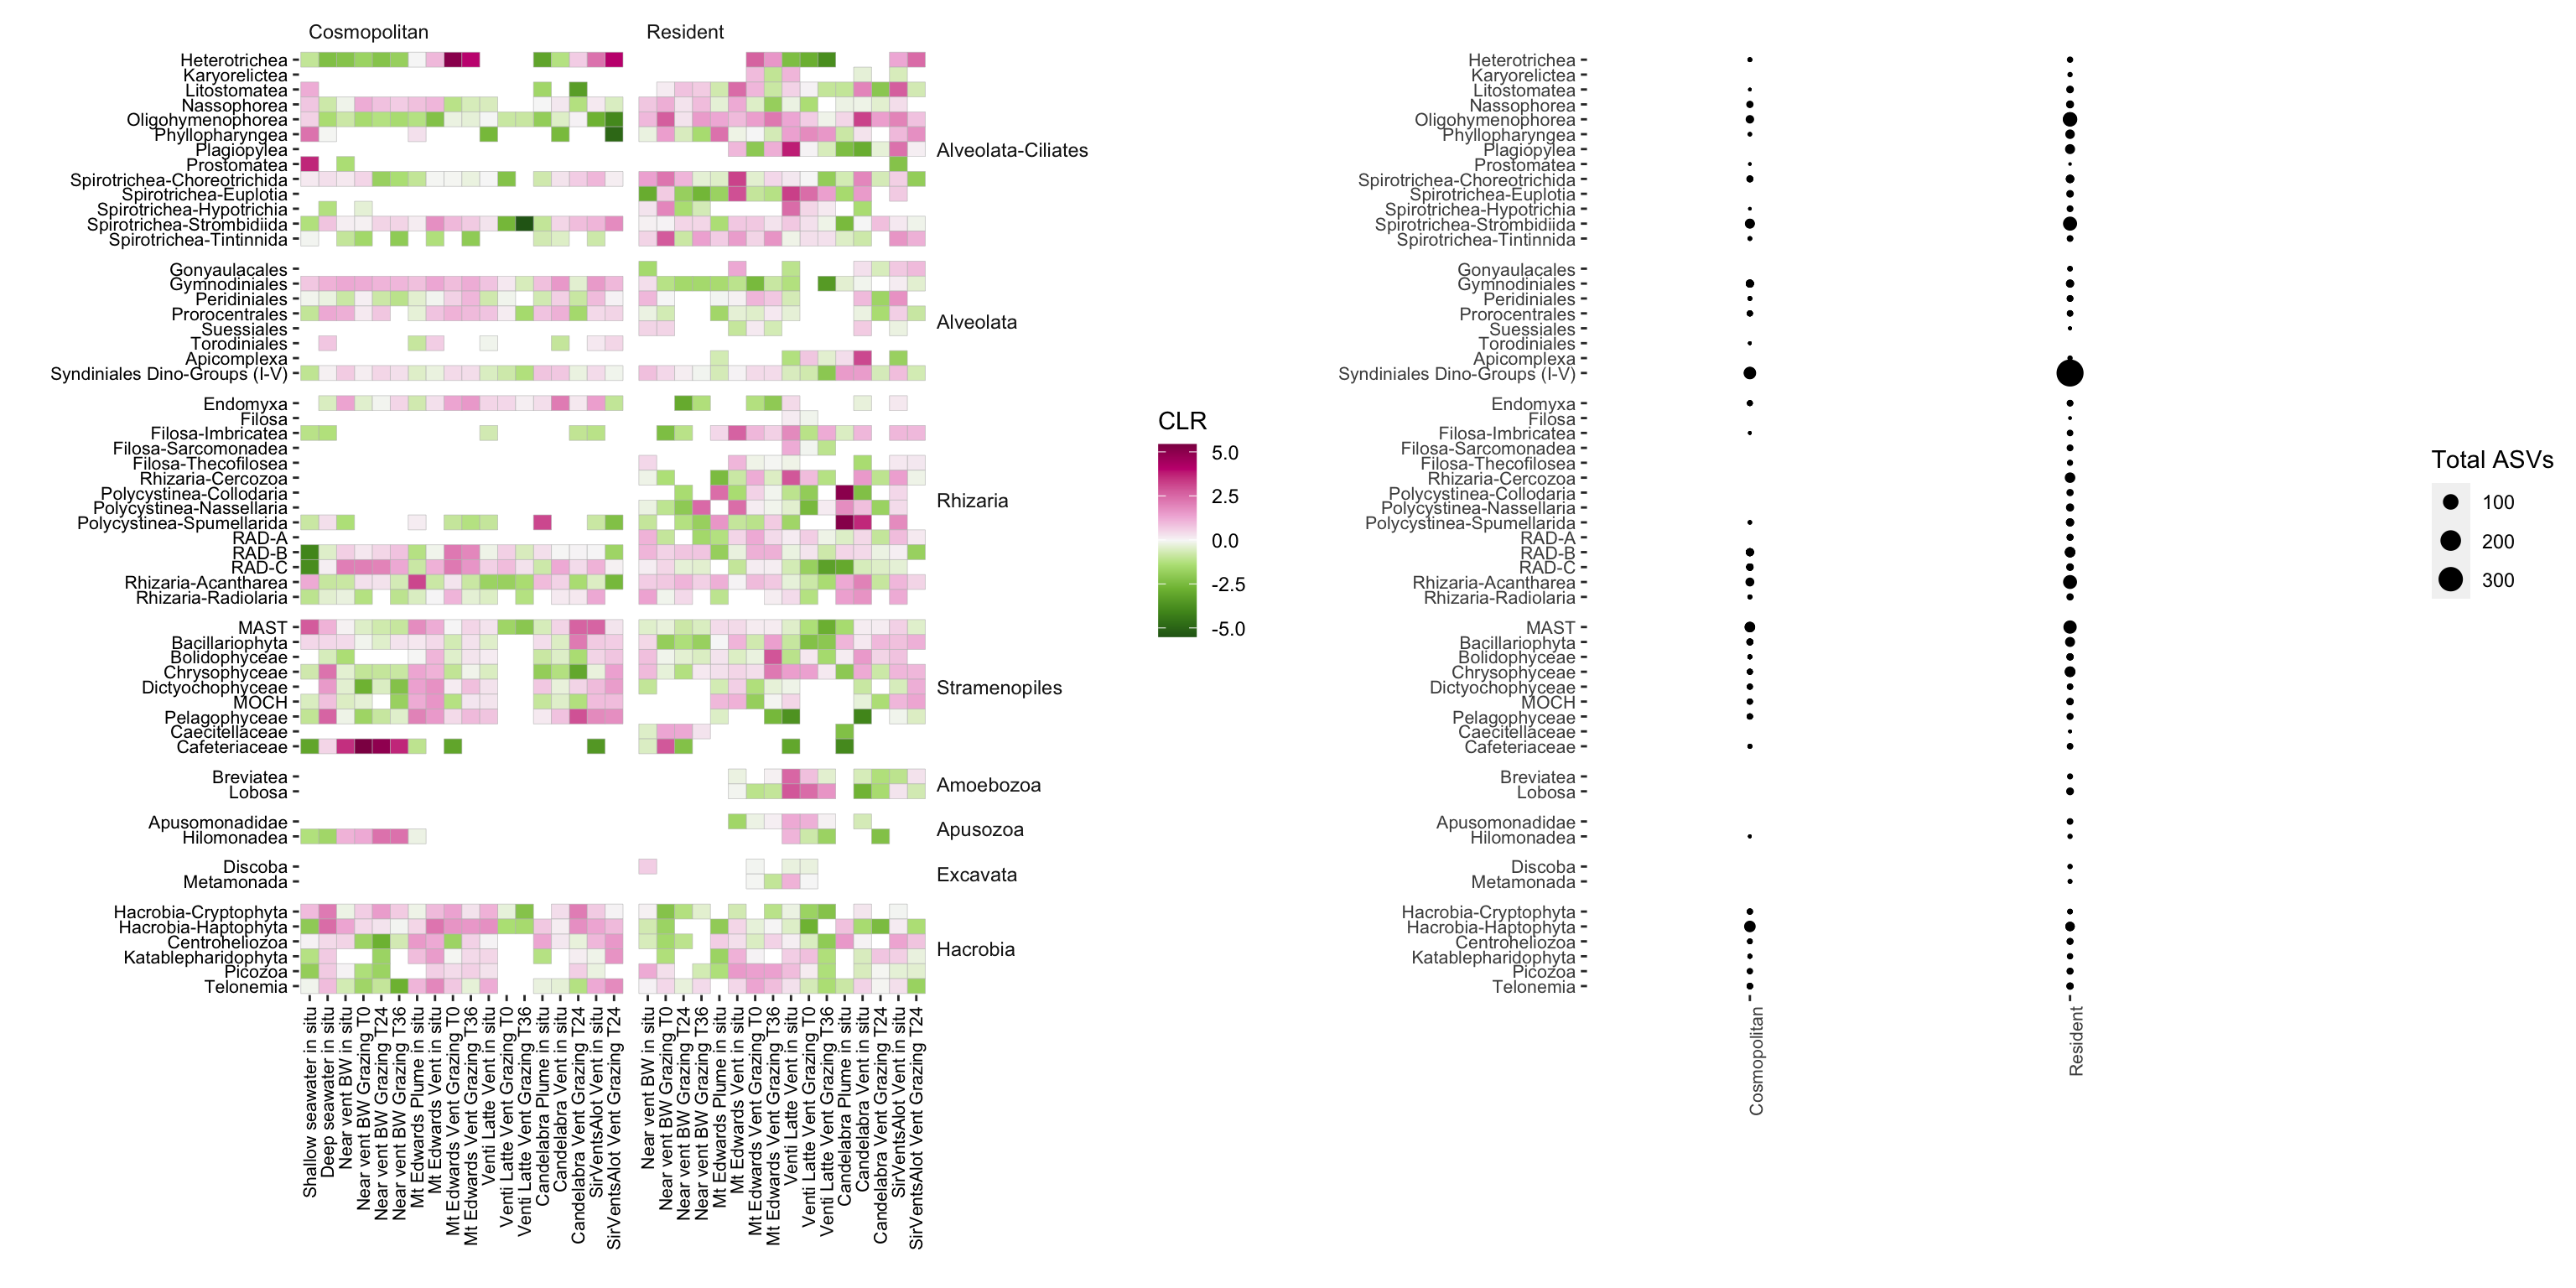 Cosmopolitan
Resident
Heterotrichea
Karyorelictea
Litostomatea
Nassophorea
Oligohymenophorea
Phyllopharyngea
Plagiopylea
Prostomatea
Spirotrichea-Choreotrichida
Spirotrichea-Euplotia
Spirotrichea-Hypotrichia
Spirotrichea-Strombidiida
Spirotrichea-Tintinnida
Alveolata-Ciliates
Gonyaulacales
Gymnodiniales
Peridiniales
Prorocentrales
Suessiales
Torodiniales
Apicomplexa
Syndiniales Dino-Groups (I-V)
Alveolata
Endomyxa
Filosa
Filosa-Imbricatea
Filosa-Sarcomonadea
Filosa-Thecofilosea
Rhizaria-Cercozoa
Polycystinea-Collodaria
Polycystinea-Nassellaria
Polycystinea-Spumellarida
RAD-A
RAD-B
RAD-C
Rhizaria-Acantharea
Rhizaria-Radiolaria
Rhizaria
MAST
Bacillariophyta
Bolidophyceae
Chrysophyceae
Dictyochophyceae
MOCH
Pelagophyceae
Caecitellaceae
Cafeteriaceae
Stramenopiles
Breviatea
Lobosa
Amoebozoa
Apusomonadidae
Hilomonadea
Apusozoa
Discoba
Metamonada
Excavata
Hacrobia-Cryptophyta
Hacrobia-Haptophyta
Centroheliozoa
Katablepharidophyta
Picozoa
Telonemia
Hacrobia
Shallow seawater in situ
Deep seawater in situ
Near vent BW in situ
Near vent BW Grazing T0
Near vent BW Grazing T24
Near vent BW Grazing T36
Mt Edwards Plume in situ
Mt Edwards Vent in situ
Mt Edwards Vent Grazing T0
Mt Edwards Vent Grazing T36
Venti Latte Vent in situ
Venti Latte Vent Grazing T0
Venti Latte Vent Grazing T36
Candelabra Plume in situ
Candelabra Vent in situ
Candelabra Vent Grazing T24
SirVentsAlot Vent in situ
SirVentsAlot Vent Grazing T24
Near vent BW in situ
Near vent BW Grazing T0
Near vent BW Grazing T24
Near vent BW Grazing T36
Mt Edwards Plume in situ
Mt Edwards Vent in situ
Mt Edwards Vent Grazing T0
Mt Edwards Vent Grazing T36
Venti Latte Vent in situ
Venti Latte Vent Grazing T0
Venti Latte Vent Grazing T36
Candelabra Plume in situ
Candelabra Vent in situ
Candelabra Vent Grazing T24
SirVentsAlot Vent in situ
SirVentsAlot Vent Grazing T24
CLR
5.0
2.5
0.0
-2.5
-5.0
Heterotrichea
Karyorelictea
Litostomatea
Nassophorea
Oligohymenophorea
Phyllopharyngea
Plagiopylea
Prostomatea
Spirotrichea-Choreotrichida
Spirotrichea-Euplotia
Spirotrichea-Hypotrichia
Spirotrichea-Strombidiida
Spirotrichea-Tintinnida
Gonyaulacales
Gymnodiniales
Peridiniales
Prorocentrales
Suessiales
Torodiniales
Apicomplexa
Syndiniales Dino-Groups (I-V)
Endomyxa
Filosa
Filosa-Imbricatea
Filosa-Sarcomonadea
Filosa-Thecofilosea
Rhizaria-Cercozoa
Polycystinea-Collodaria
Polycystinea-Nassellaria
Polycystinea-Spumellarida
RAD-A
RAD-B
RAD-C
Rhizaria-Acantharea
Rhizaria-Radiolaria
MAST
Bacillariophyta
Bolidophyceae
Chrysophyceae
Dictyochophyceae
MOCH
Pelagophyceae
Caecitellaceae
Cafeteriaceae
Breviatea
Lobosa
Apusomonadidae
Hilomonadea
Discoba
Metamonada
Hacrobia-Cryptophyta
Hacrobia-Haptophyta
Centroheliozoa
Katablepharidophyta
Picozoa
Telonemia
Cosmopolitan
Resident
Total ASVs
100
200
300